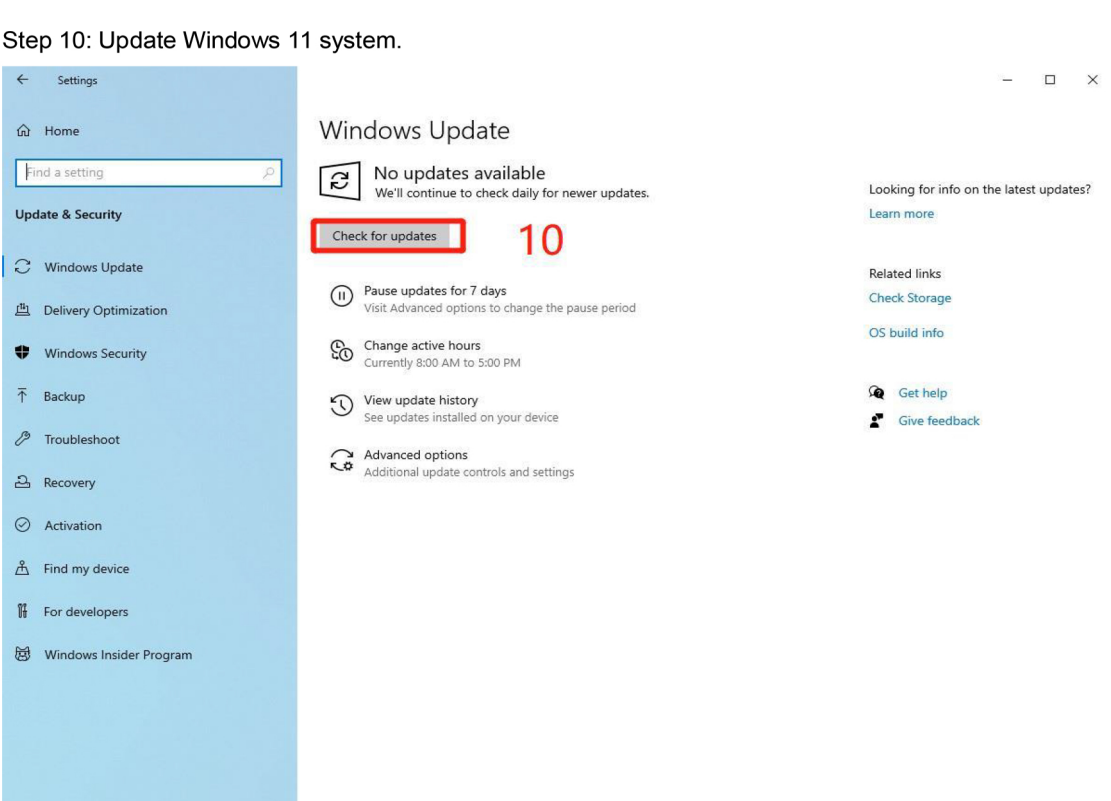 Step 10: Update Windows 11 system.
Settings
Home
Find a setting
Update & Security
Windows Update
Delivery Optimization
Windows Security
Backup
Troubleshoot
Recovery
Activation
Find my device
For developers
Windows Insider Program
Windows Update
No updates available
We'll continue to check daily for newer updates.
Check for updates
10
Pause updates for 7 days
Visit Advanced options to change the pause period
Change active hours
Currently 8:00 AM to 5:00 PM
View update history
See updates installed on your device
Advanced options
Additional update controls and settings
Looking for info on the latest updates?
Learn more
Related links
Check Storage
OS build info
Get help
Give feedback